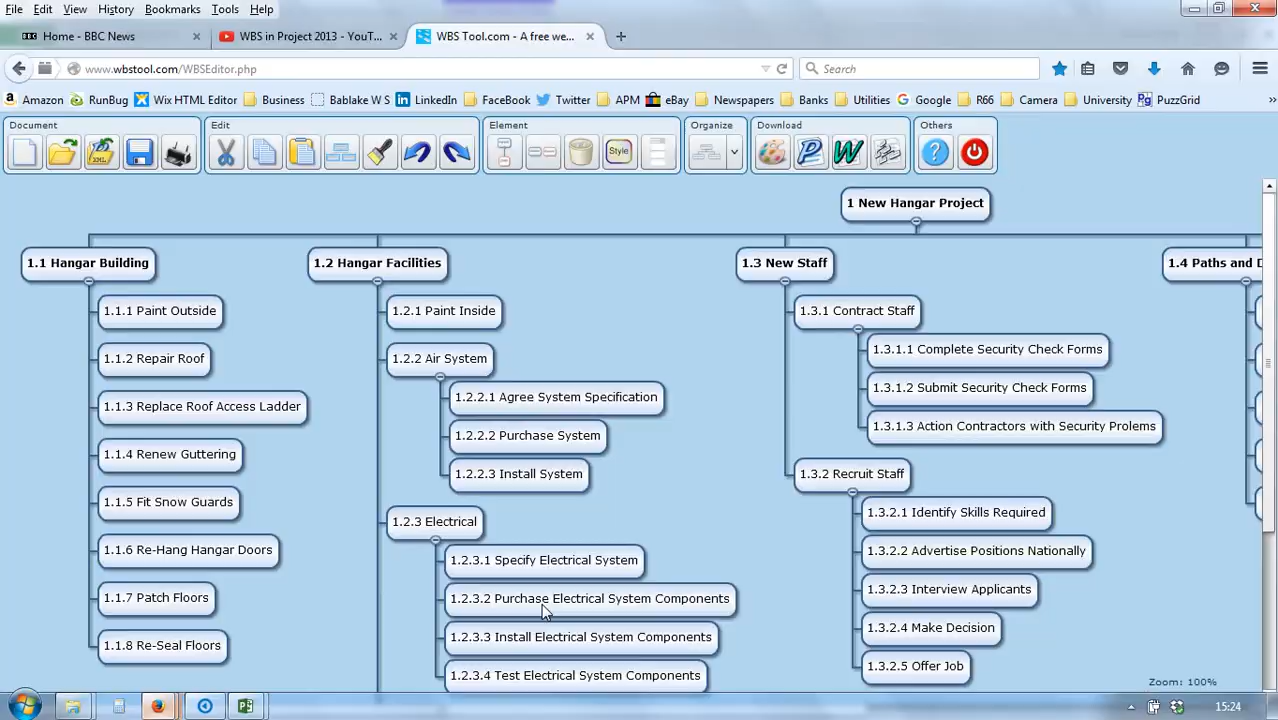 File Edit View History Bookmarks Tools Help
Home - BBC News
WBS in Project 2013 - YouT...
WBS Tool.com - A free we...
www.wbstool.com/WBSEditor.php
Search
Amazon RunBug Wix HTML Editor Business Bablake W S LinkedIn FaceBook Twitter APM eBay Newspapers Banks Utilities Google R66 Camera University PuzzGrid
Document
Edit
Element
Organize
Download
Others
XML
Style
1 New Hangar Project
1.1 Hangar Building
1.1.1 Paint Outside
1.1.2 Repair Roof
1.1.3 Replace Roof Access Ladder
1.1.4 Renew Guttering
1.1.5 Fit Snow Guards
1.1.6 Re-Hang Hangar Doors
1.1.7 Patch Floors
1.1.8 Re-Seal Floors
1.2 Hangar Facilities
1.2.1 Paint Inside
1.2.2 Air System
1.2.2.1 Agree System Specification
1.2.2.2 Purchase System
1.2.2.3 Install System
1.2.3 Electrical
1.2.3.1 Specify Electrical System
1.2.3.2 Purchase Electrical System Components
1.2.3.3 Install Electrical System Components
1.2.3.4 Test Electrical System Components
1.3 New Staff
1.3.1 Contract Staff
1.3.1.1 Complete Security Check Forms
1.3.1.2 Submit Security Check Forms
1.3.1.3 Action Contractors with Security Prolems
1.3.2 Recruit Staff
1.3.2.1 Identify Skills Required
1.3.2.2 Advertise Positions Nationally
1.3.2.3 Interview Applicants
1.3.2.4 Make Decision
1.3.2.5 Offer Job
1.4 Paths and
Zoom: 100%
15:24